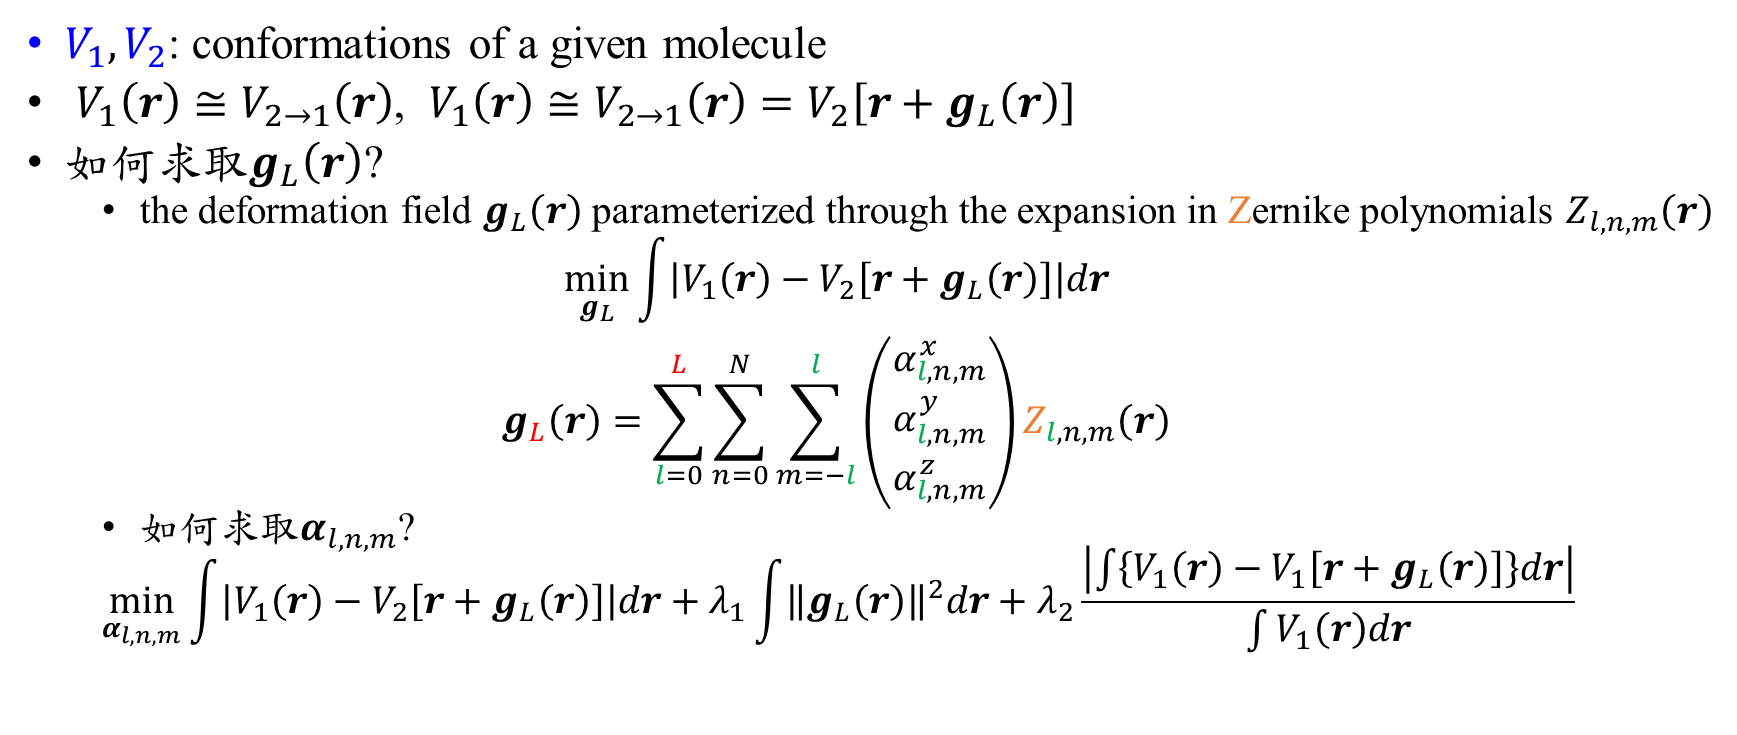 • V₁, V₂: conformations of a given molecule
• V₁(r) ≅ V₂→₁(r), V₁(r) ≅ V₂→₁(r) = V₂[r + g_L(r)]
• 如何求取g_L(r)?
• the deformation field g_L(r) parameterized through the expansion in Zernike polynomials Z_{l,n,m}(r)
min_{g_L} ∫ |V₁(r) − V₂[r + g_L(r)]|dr
g_L(r) = ∑_{l=0}^{L} ∑_{n=0}^{N} ∑_{m=−l}^{l} (α^x_{l,n,m} α^y_{l,n,m} α^z_{l,n,m}) Z_{l,n,m}(r)
• 如何求取α_{l,n,m}?
min_{α_{l,n,m}} ∫ |V₁(r) − V₂[r + g_L(r)]|dr + λ₁ ∫ ‖g_L(r)‖²dr + λ₂ |∫{V₁(r) − V₁[r + g_L(r)]}dr| / ∫ V₁(r)dr